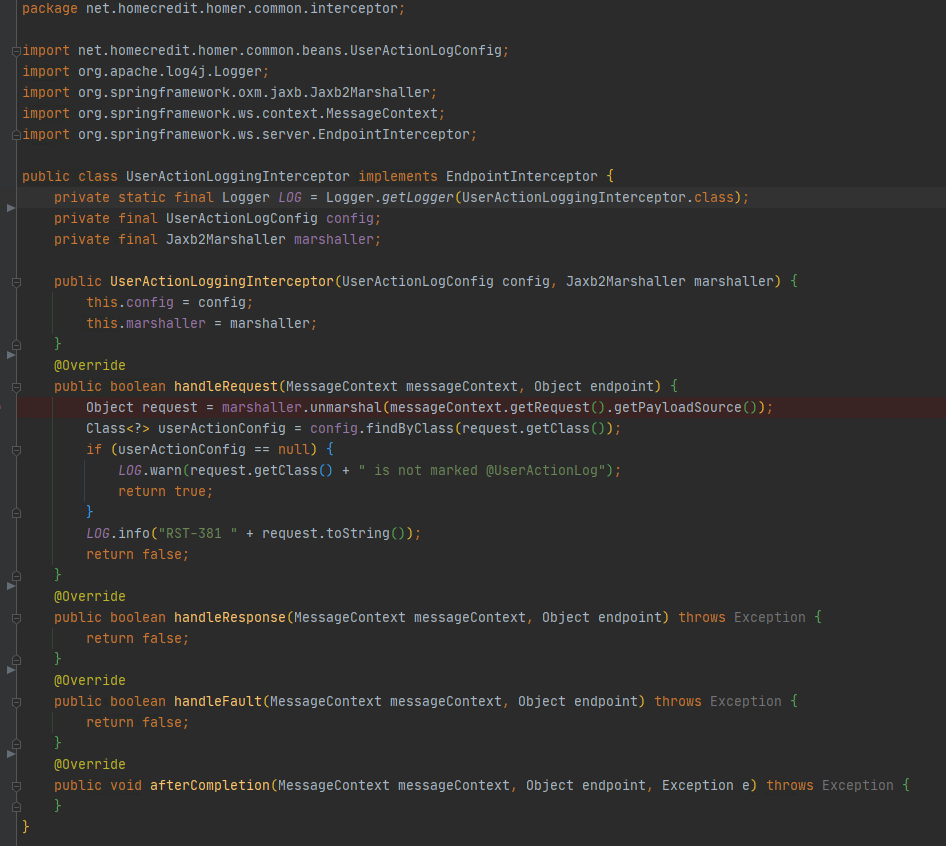 package net.homecredit.homer.common.interceptor;
import net.homecredit.homer.common.beans.UserActionLogConfig;
import org.apache.log4j.Logger;
import org.springframework.oxm.jaxb.Jaxb2Marshaller;
import org.springframework.ws.context.MessageContext;
import org.springframework.ws.server.EndpointInterceptor;
public class UserActionLoggingInterceptor implements EndpointInterceptor {
    private static final Logger LOG = Logger.getLogger(UserActionLoggingInterceptor.class);
    private final UserActionLogConfig config;
    private final Jaxb2Marshaller marshaller;
    public UserActionLoggingInterceptor(UserActionLogConfig config, Jaxb2Marshaller marshaller) {
        this.config = config;
        this.marshaller = marshaller;
    }
    @Override
    public boolean handleRequest(MessageContext messageContext, Object endpoint) {
        Object request = marshaller.unmarshal(messageContext.getRequest().getPayloadSource());
        Class<?> userActionConfig = config.findByClass(request.getClass());
        if (userActionConfig == null) {
            LOG.warn(request.getClass() + " is not marked @UserActionLog");
            return true;
        }
        LOG.info("RST-381 " + request.toString());
        return false;
    }
    @Override
    public boolean handleResponse(MessageContext messageContext, Object endpoint) throws Exception {
        return false;
    }
    @Override
    public boolean handleFault(MessageContext messageContext, Object endpoint) throws Exception {
        return false;
    }
    @Override
    public void afterCompletion(MessageContext messageContext, Object endpoint, Exception e) throws Exception {
    }
}